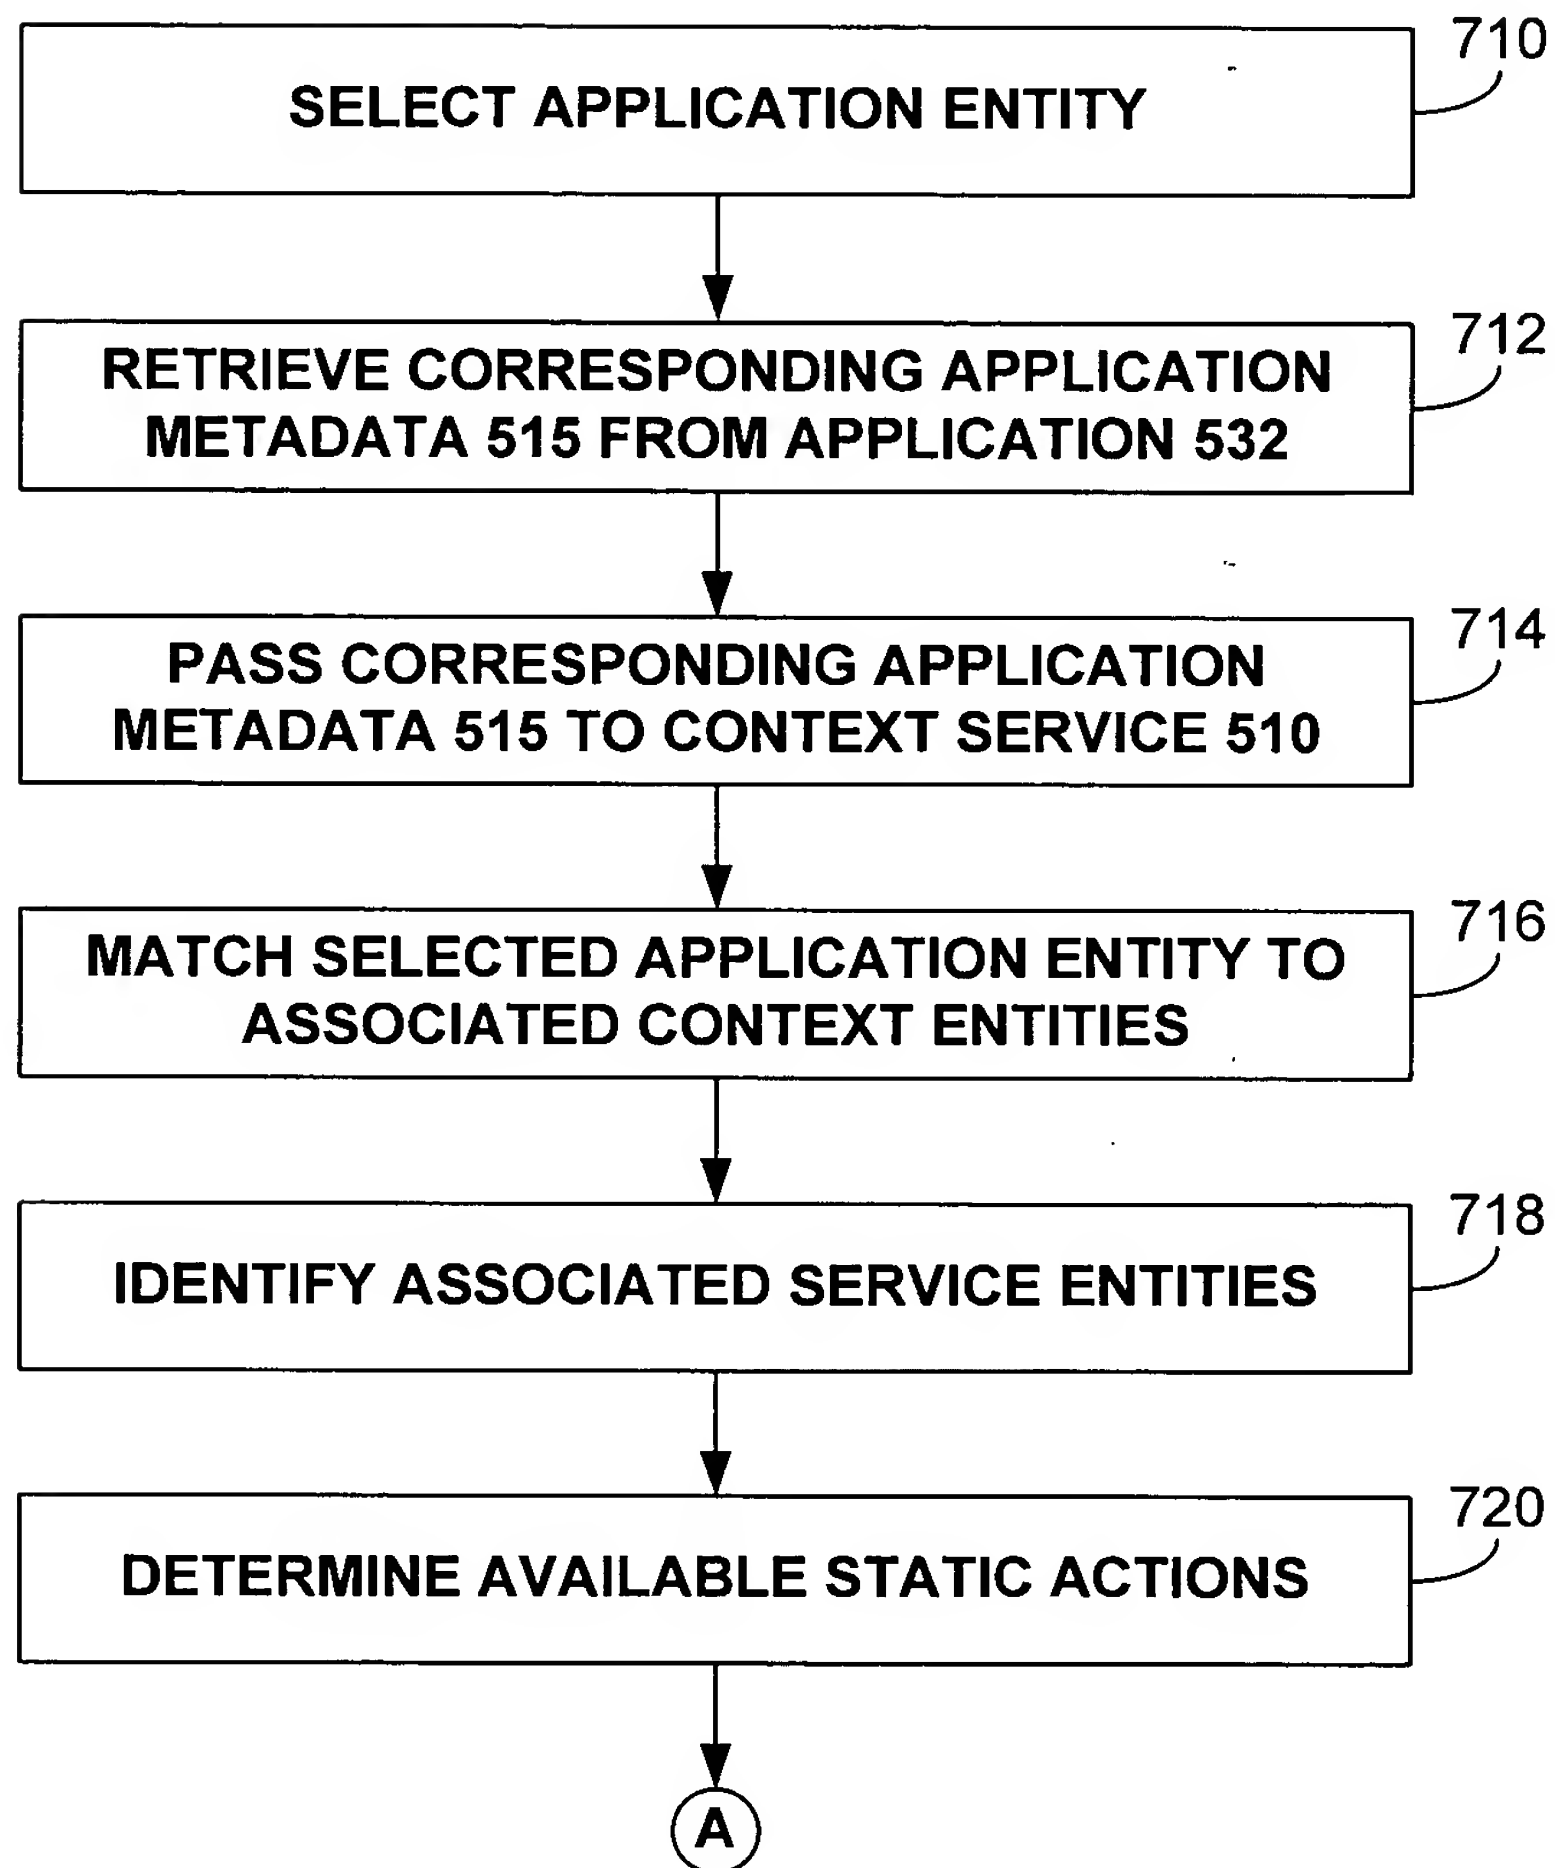 710
SELECT APPLICATION ENTITY
712
RETRIEVE CORRESPONDING APPLICATION
METADATA 515 FROM APPLICATION 532
714
PASS CORRESPONDING APPLICATION
METADATA 515 TO CONTEXT SERVICE 510
716
MATCH SELECTED APPLICATION ENTITY TO
ASSOCIATED CONTEXT ENTITIES
718
IDENTIFY ASSOCIATED SERVICE ENTITIES
720
DETERMINE AVAILABLE STATIC ACTIONS
A